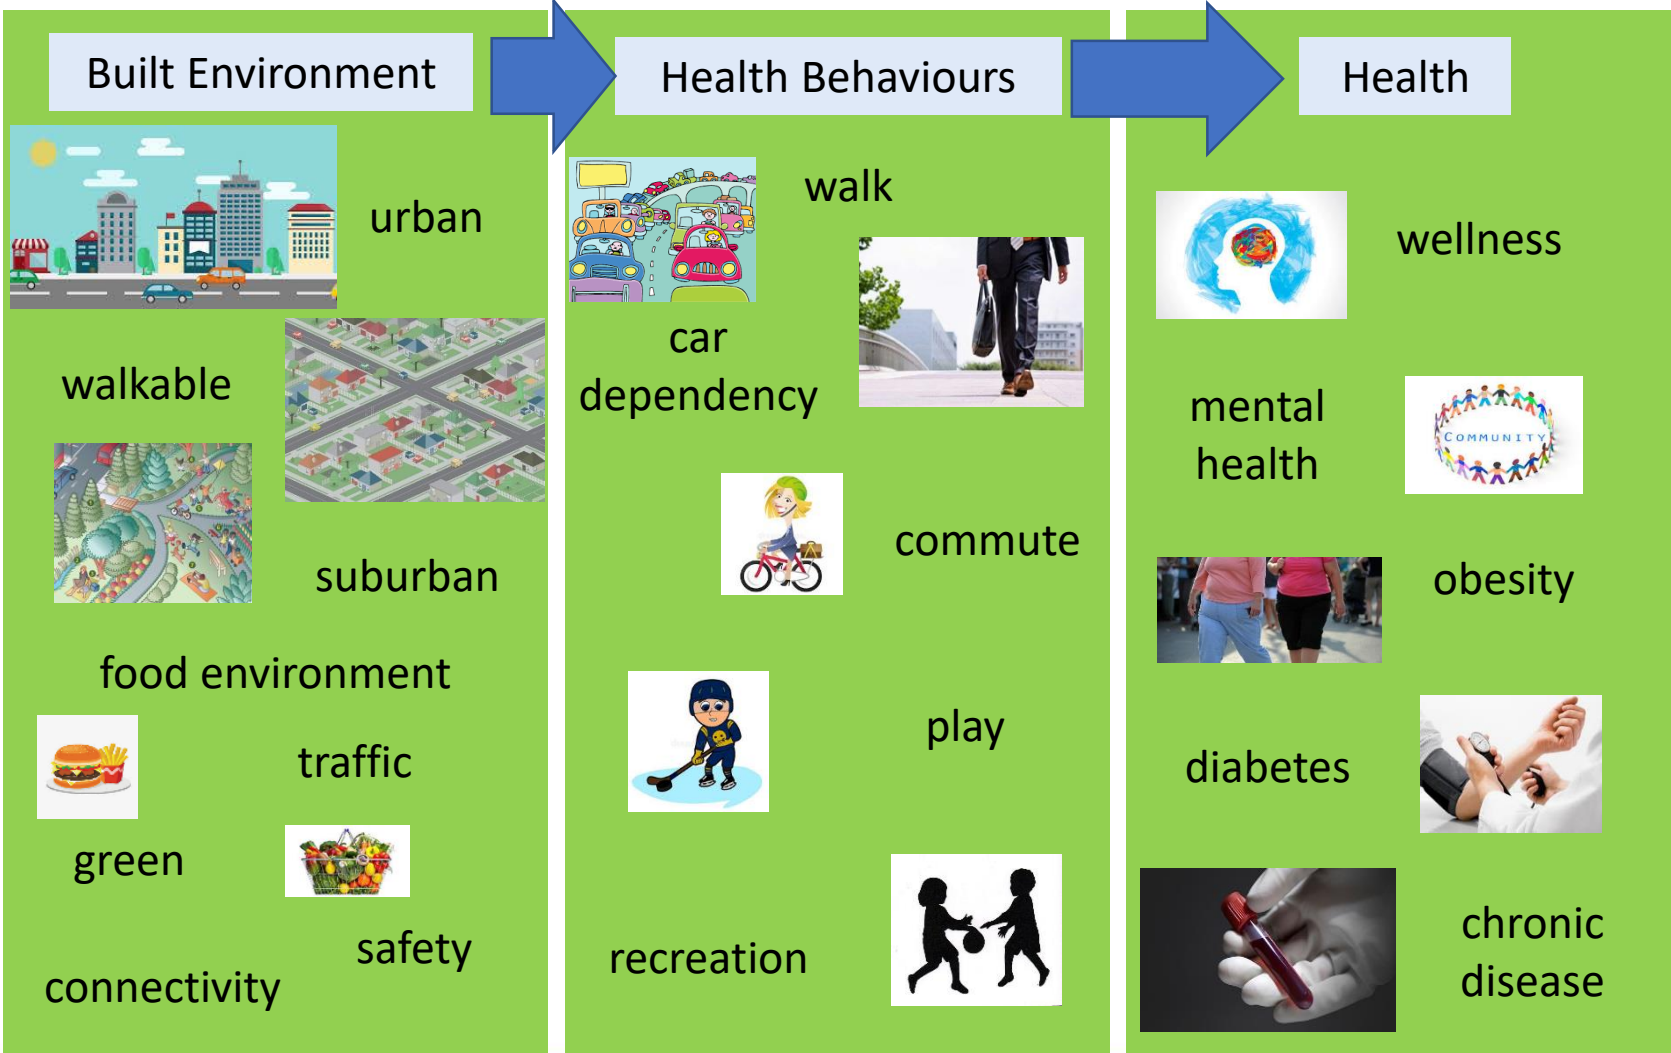 Built Environment
urban
walkable
suburban
food environment
traffic
green
safety
connectivity
Health Behaviours
walk
car
dependency
commute
play
recreation
Health
wellness
mental
health
COMMUNITY
obesity
diabetes
chronic
disease